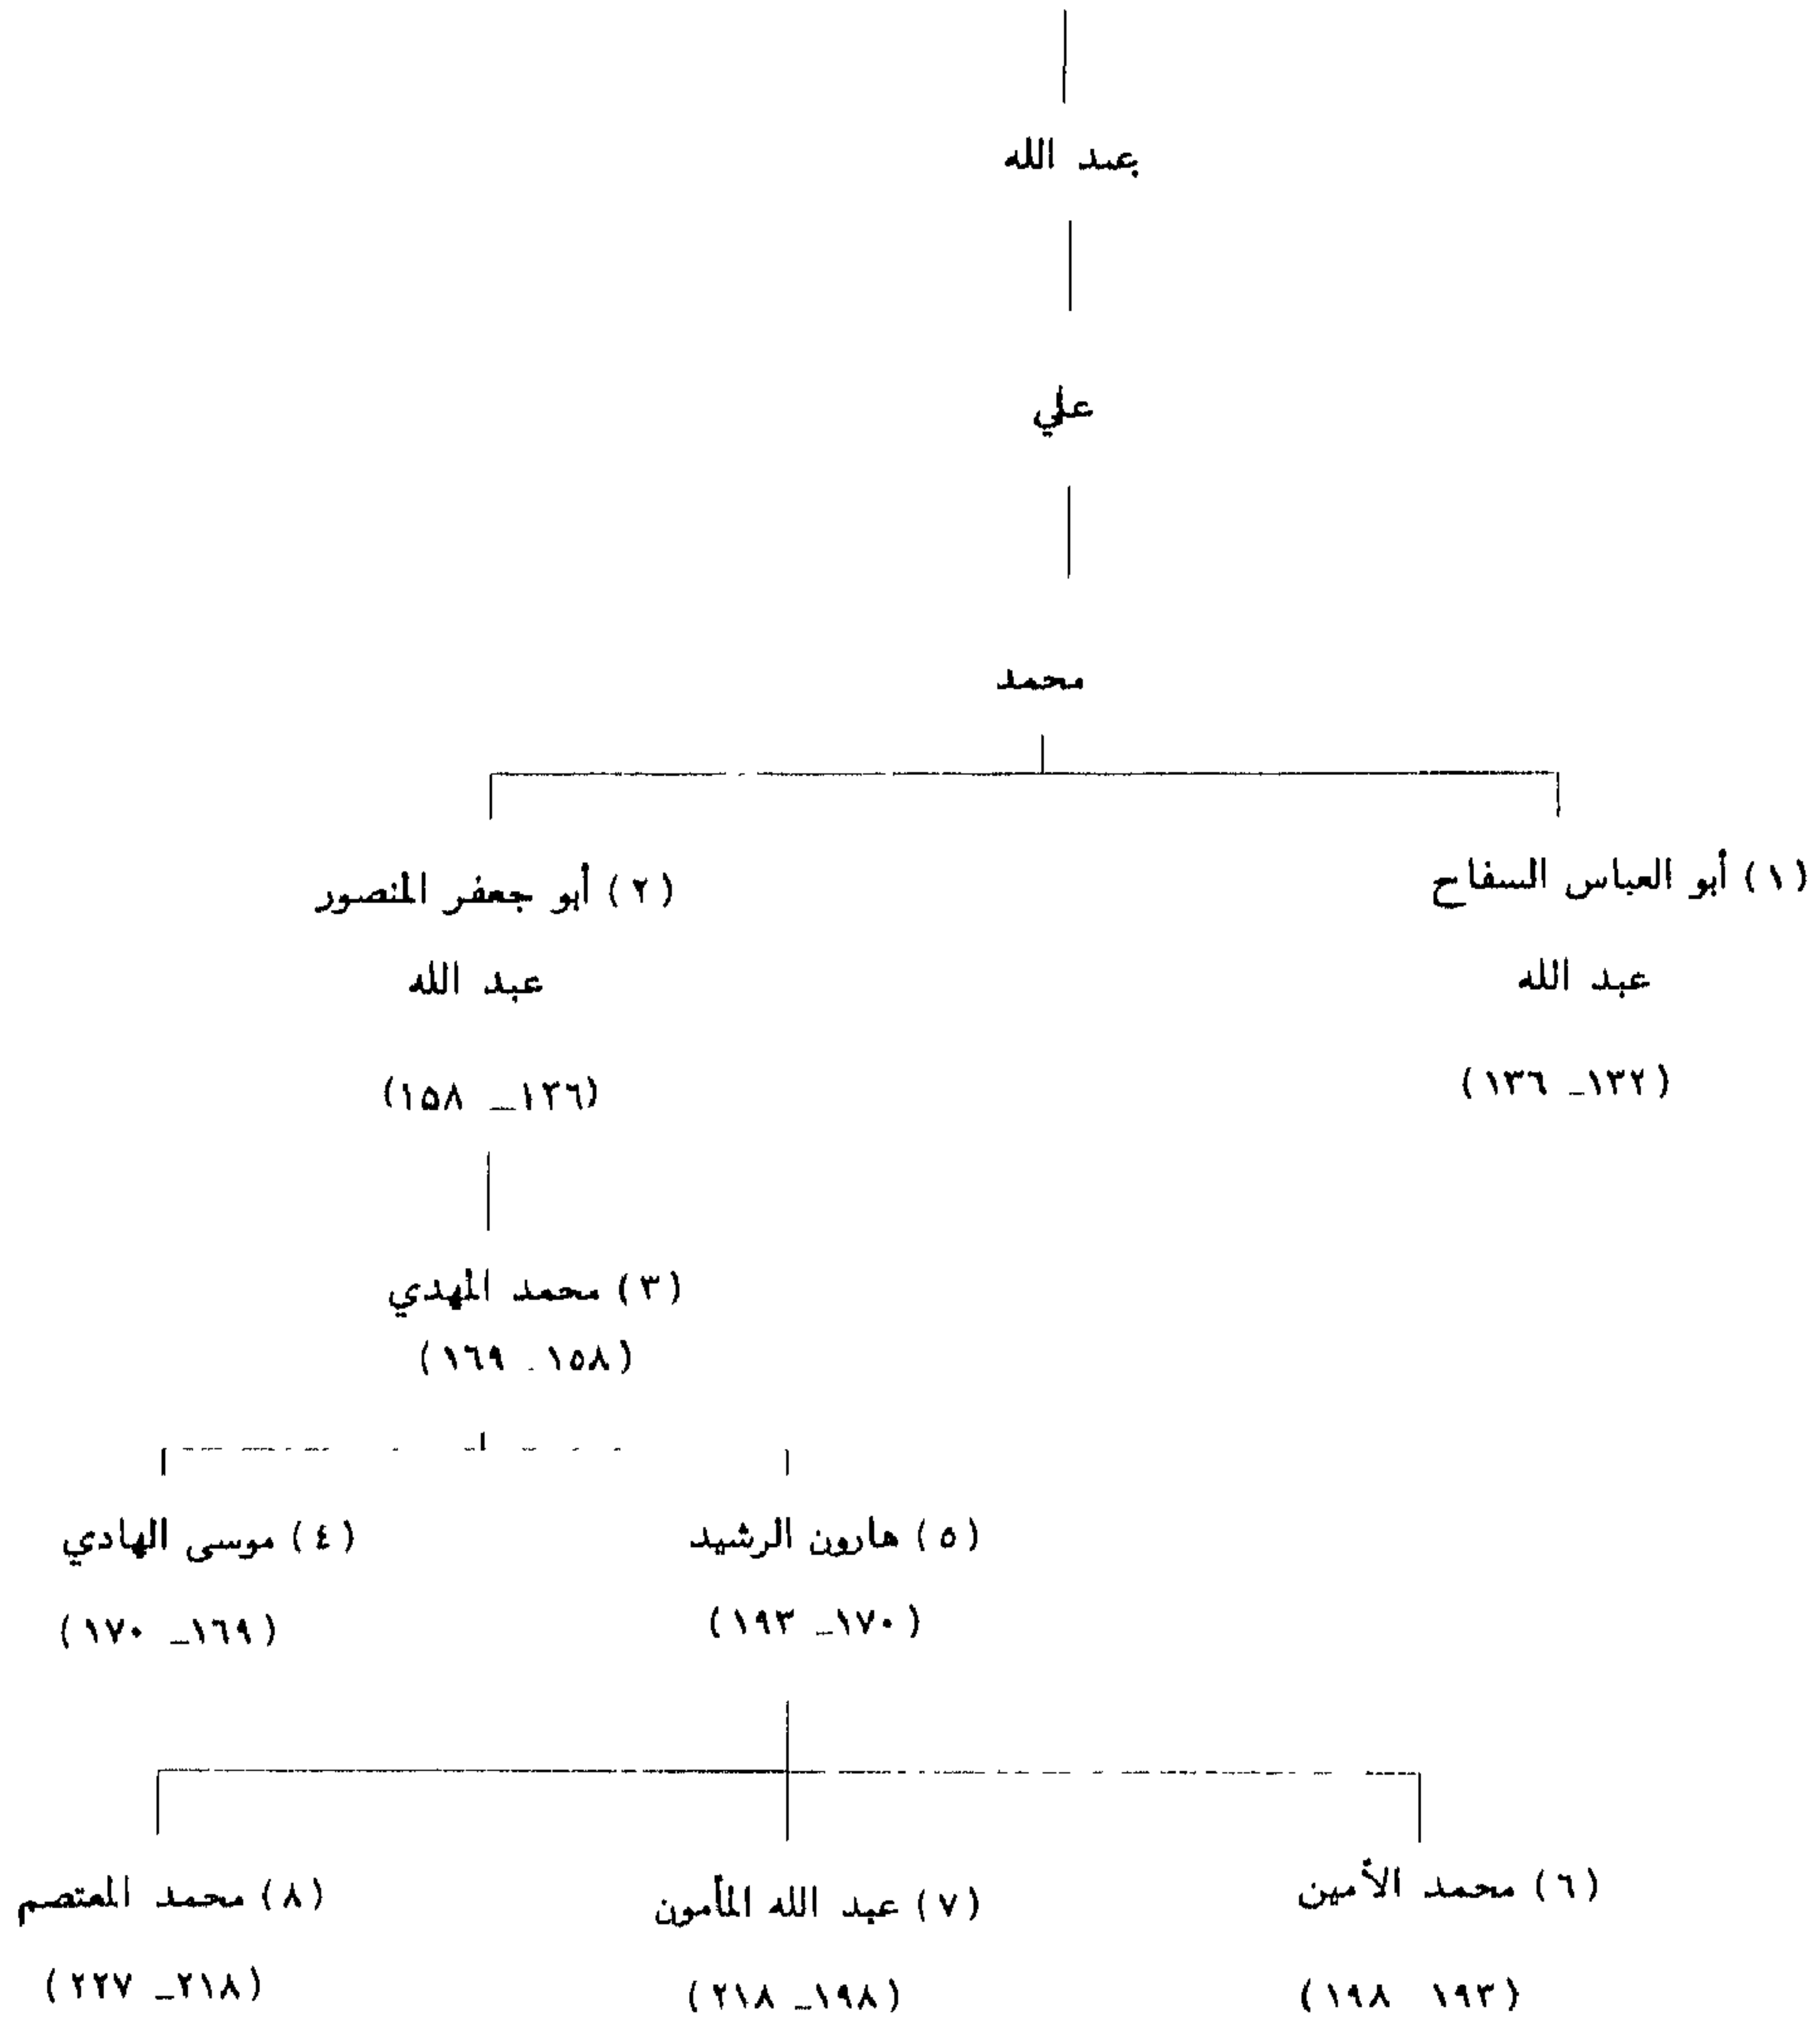 عبد الله
علي
محمد
(١) أبو العباس السفاح
عبد الله
(١٣٢ـ ١٣٦)
(٢) أبو جعفر المنصور
عبد الله
(١٣٦ـ ١٥٨)
(٣) محمد المهدي
(١٥٨ـ ١٦٩)
(٥) هارون الرشيد
(١٧٠ـ ١٩٣)
(٤) موسى الهادي
(١٦٩ـ ١٧٠)
(٦) محمد الأمين
(١٩٣ ١٩٨)
(٧) عبد الله المأمون
(١٩٨ـ ٢١٨)
(٨) محمد المعتصم
(٢١٨ـ ٢٢٧)